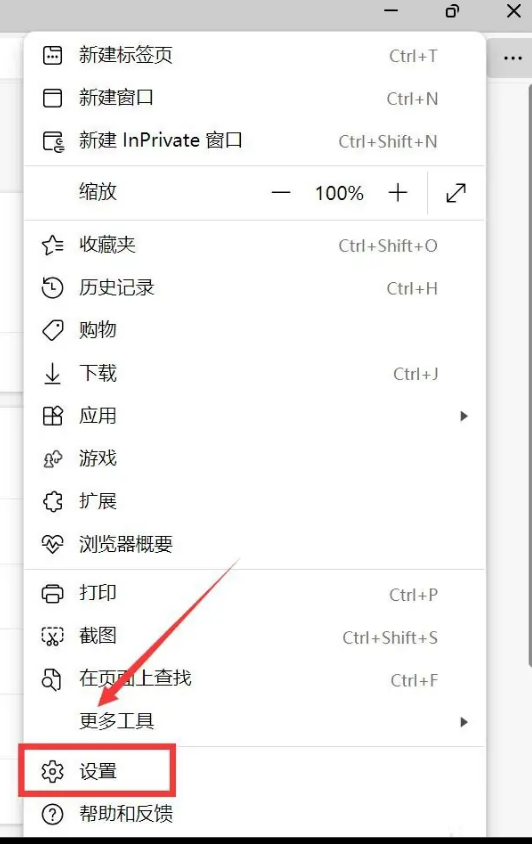 新建标签页 Ctrl+T
新建窗口 Ctrl+N
新建 InPrivate 窗口 Ctrl+Shift+N
缩放 — 100% +
收藏夹 Ctrl+Shift+O
历史记录 Ctrl+H
购物
下载 Ctrl+J
应用
游戏
扩展
浏览器概要
打印 Ctrl+P
截图 Ctrl+Shift+S
在页面上查找 Ctrl+F
更多工具
设置
帮助和反馈